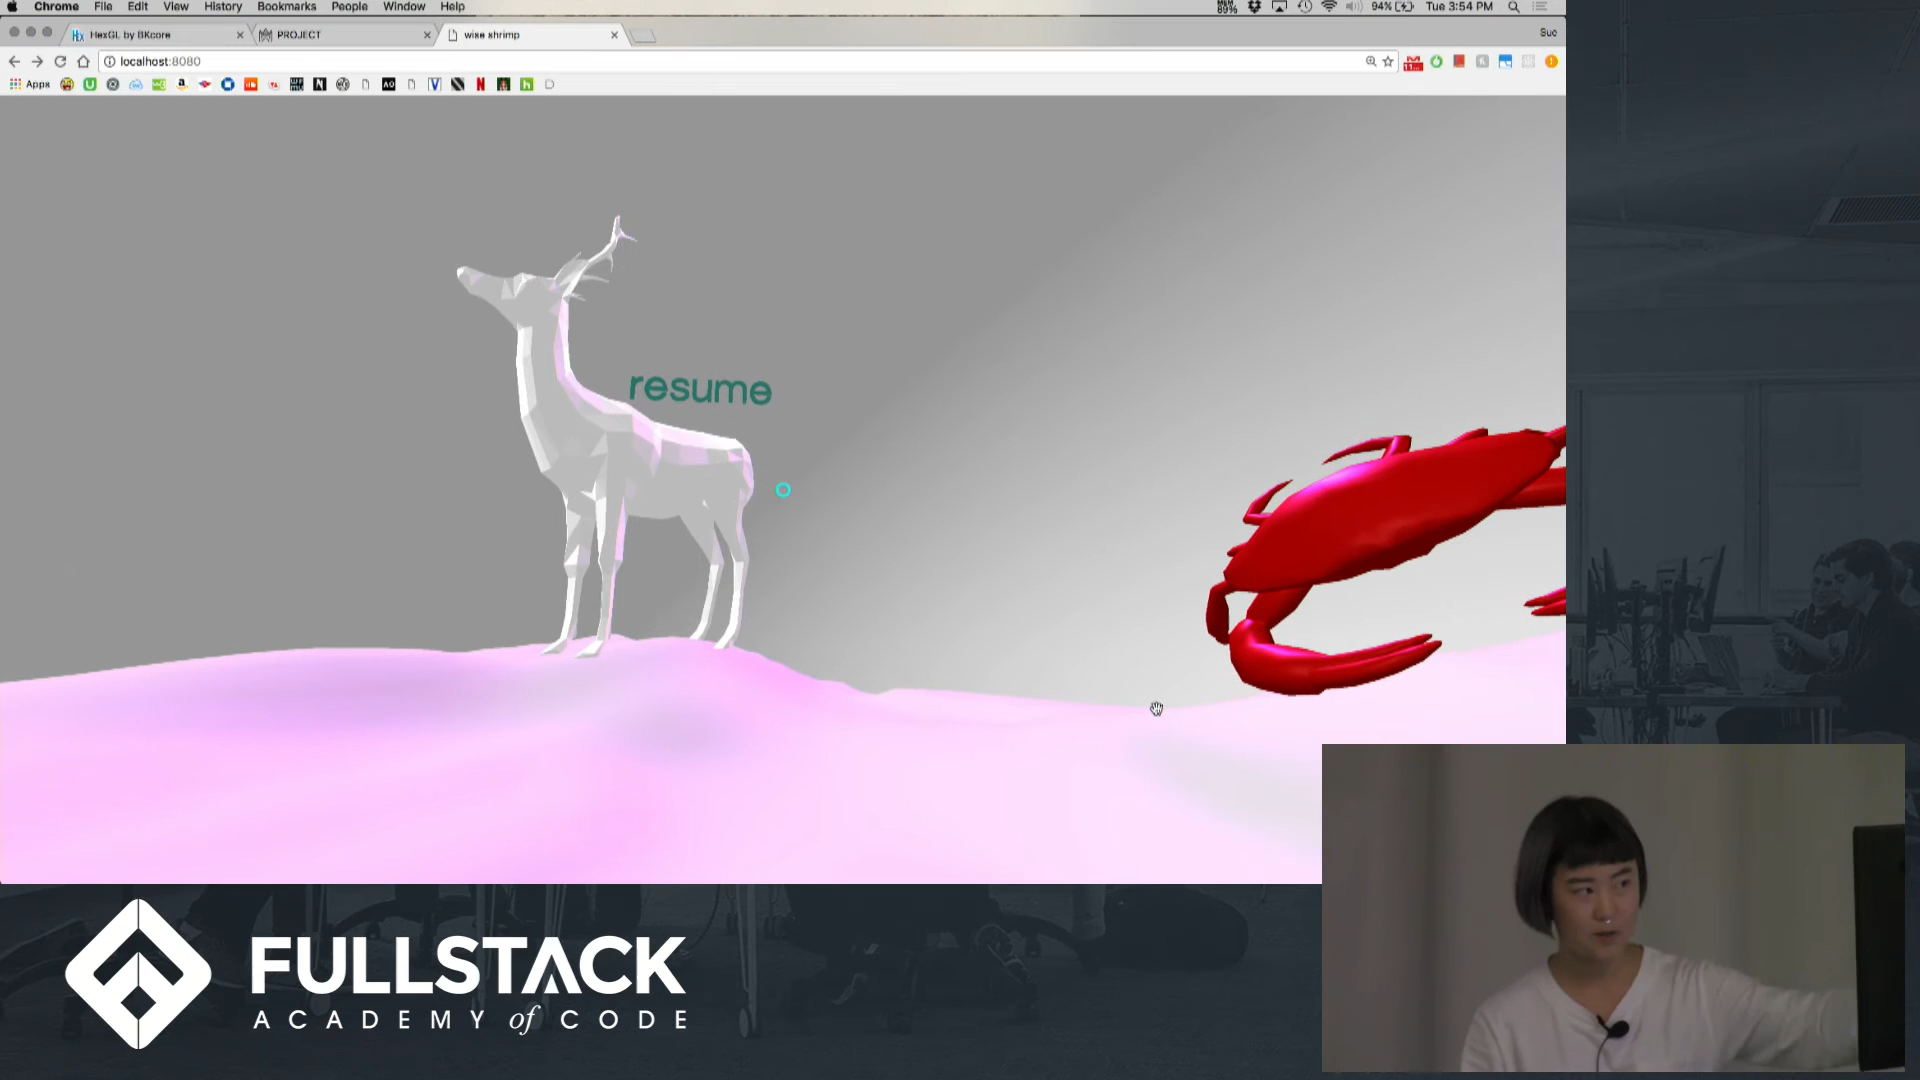 Chrome File Edit View History Bookmarks People Window Help
94% Tue 3:54 PM
HexGL by BKcore
PROJECT
wise shrimp
localhost:8080
Apps
resume
FULLSTACK
ACADEMY of CODE